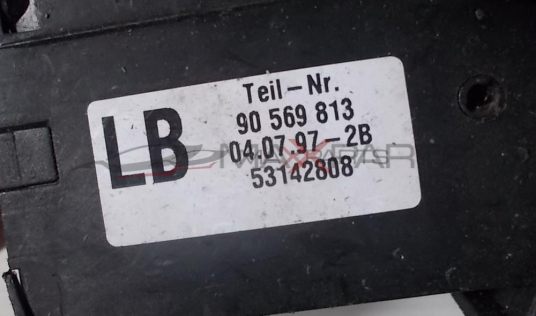 Teil-Nr.
LB
90 569 813
04.07.97-2B
53142808